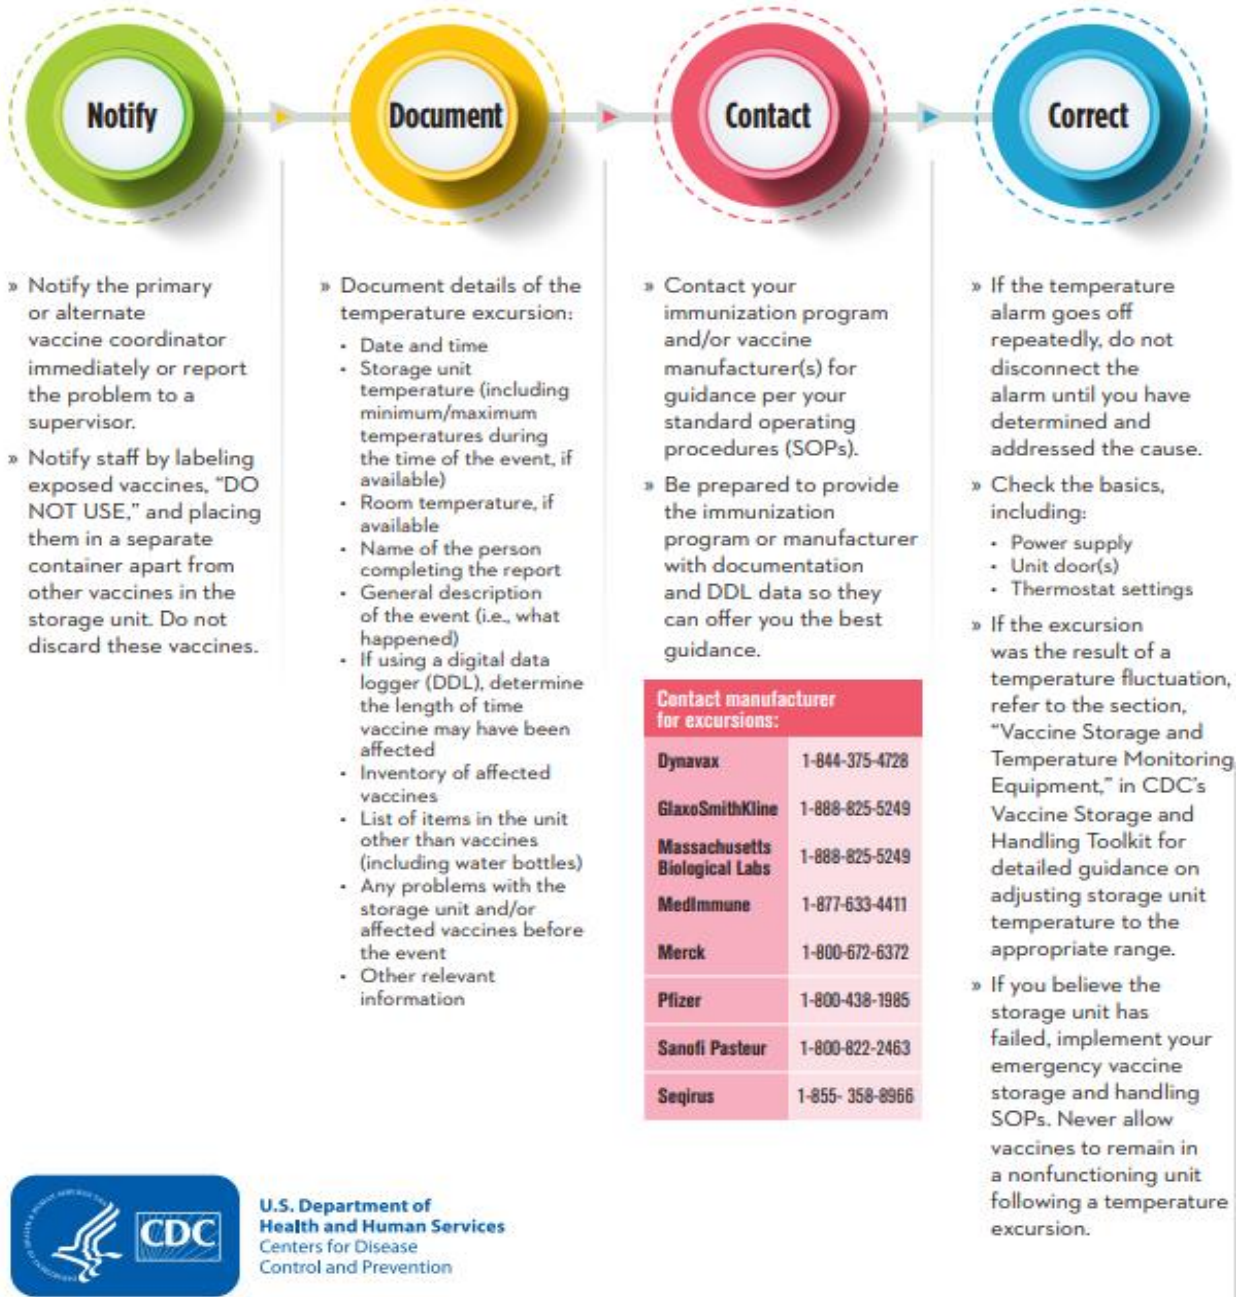 Notify
Document
Contact
Correct
» Notify the primary
or alternate
vaccine coordinator
immediately or report
the problem to a
supervisor.
» Notify staff by labeling
exposed vaccines, “DO
NOT USE,” and placing
them in a separate
container apart from
other vaccines in the
storage unit. Do not
discard these vaccines.
» Document details of the
temperature excursion:
• Date and time
• Storage unit
temperature (including
minimum/maximum
temperatures during
the time of the event, if
available)
• Room temperature, if
available
• Name of the person
completing the report
• General description
of the event (i.e., what
happened)
• If using a digital data
logger (DDL), determine
the length of time
vaccine may have been
affected
• Inventory of affected
vaccines
• List of items in the unit
other than vaccines
(including water bottles)
• Any problems with the
storage unit and/or
affected vaccines before
the event
• Other relevant
information
» Contact your
immunization program
and/or vaccine
manufacturer(s) for
guidance per your
standard operating
procedures (SOPs).
» Be prepared to provide
the immunization
program or manufacturer
with documentation
and DDL data so they
can offer you the best
guidance.
Contact manufacturer
for excursions:
Dynavax 1-844-375-4728
GlaxoSmithKline 1-888-825-5249
Massachusetts
Biological Labs 1-888-825-5249
MedImmune 1-877-633-4411
Merck 1-800-672-6372
Pfizer 1-800-438-1985
Sanofi Pasteur 1-800-822-2463
Seqirus 1-855- 358-8966
» If the temperature
alarm goes off
repeatedly, do not
disconnect the
alarm until you have
determined and
addressed the cause.
» Check the basics,
including:
• Power supply
• Unit door(s)
• Thermostat settings
» If the excursion
was the result of a
temperature fluctuation,
refer to the section,
“Vaccine Storage and
Temperature Monitoring
Equipment,” in CDC’s
Vaccine Storage and
Handling Toolkit for
detailed guidance on
adjusting storage unit
temperature to the
appropriate range.
» If you believe the
storage unit has
failed, implement your
emergency vaccine
storage and handling
SOPs. Never allow
vaccines to remain in
a nonfunctioning unit
following a temperature
excursion.
CDC
U.S. Department of
Health and Human Services
Centers for Disease
Control and Prevention